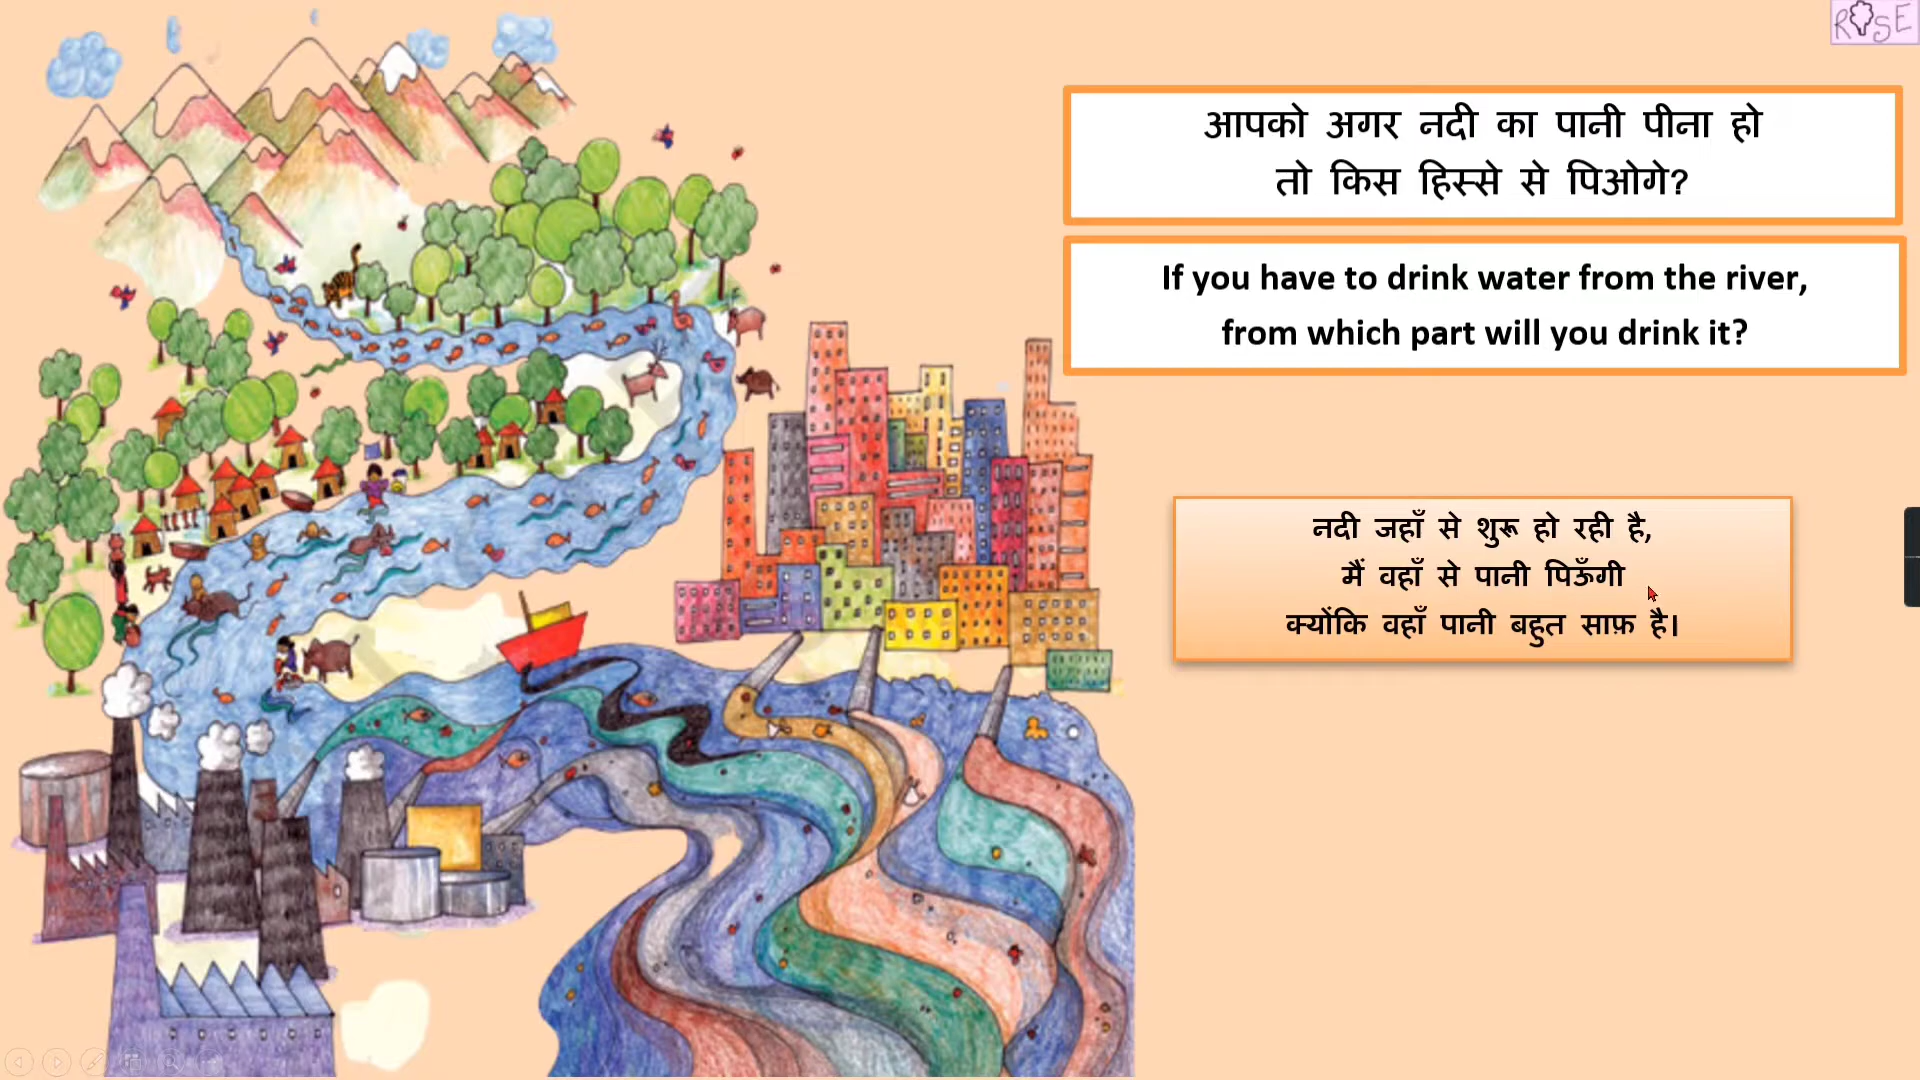 R SE
आपको अगर नदी का पानी पीना हो
तो किस हिस्से से पिओगे?
If you have to drink water from the river,
from which part will you drink it?
नदी जहाँ से शुरू हो रही है,
मैं वहाँ से पानी पिऊँगी
क्योंकि वहाँ पानी बहुत साफ़ है।